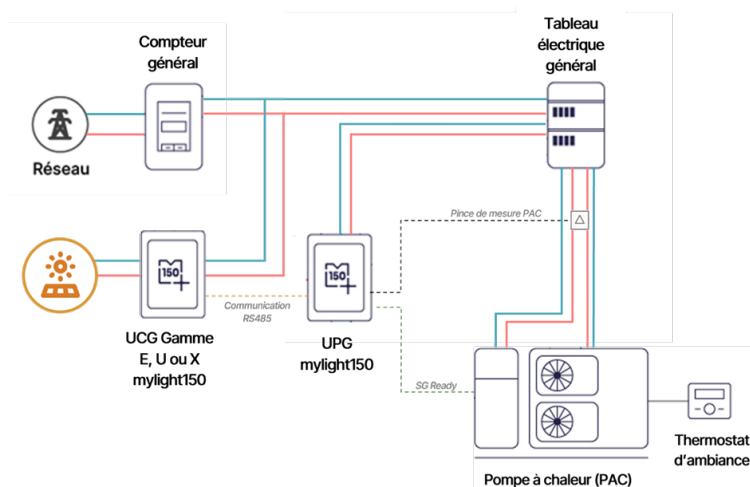 Compteur
général
Tableau
électrique
général
Réseau
Pince de mesure PAC
150
150
Communication
RS485
UCG Gamme
E, U ou X
mylight150
UPG
mylight150
SG Ready
Thermostat
d'ambiance
Pompe à chaleur (PAC)